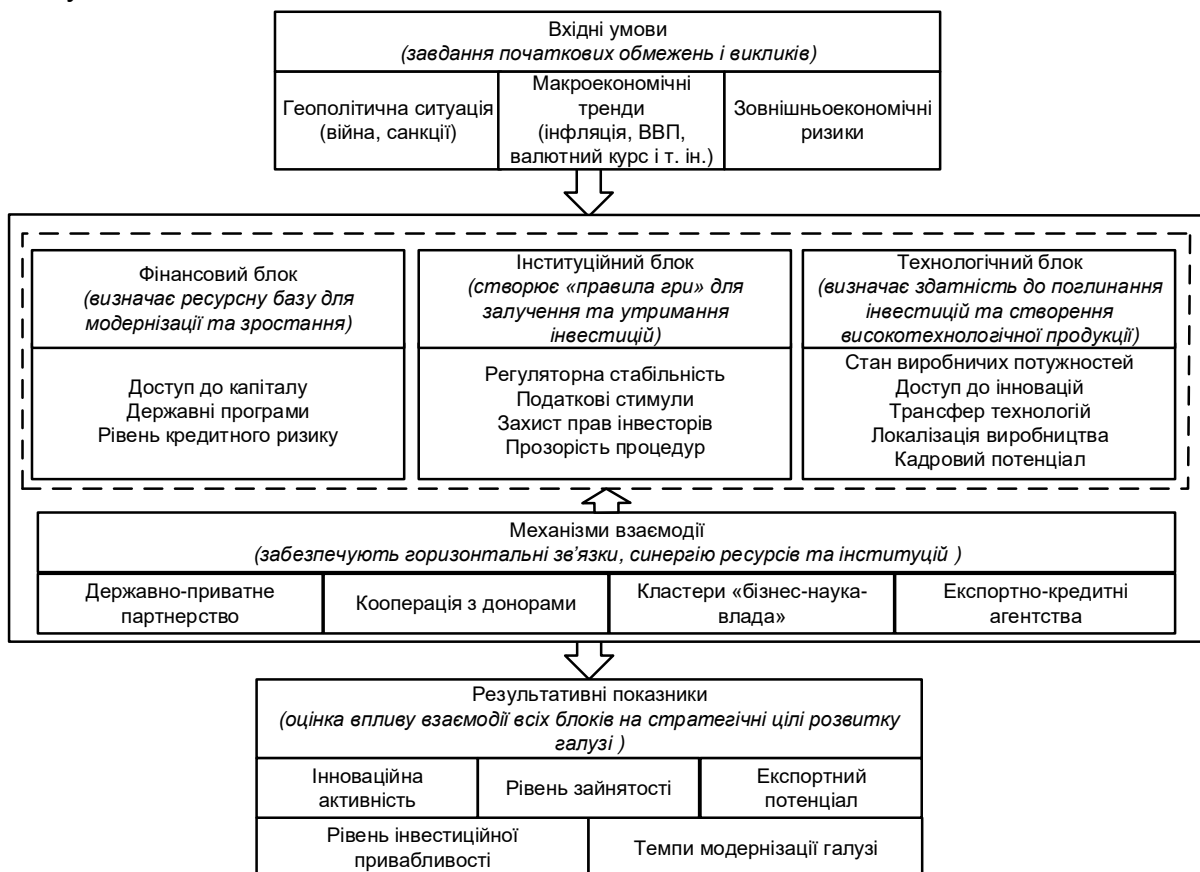 Вхідні умови
(завдання початкових обмежень і викликів)
Геополітична ситуація
(війна, санкції)
Макроекономічні
тренди
(інфляція, ВВП,
валютний курс і т. ін.)
Зовнішньоекономічні
ризики
Фінансовий блок
(визначає ресурсну базу для
модернізації та зростання)
Доступ до капіталу
Державні програми
Рівень кредитного ризику
Інституційний блок
(створює «правила гри» для
залучення та утримання
інвестицій)
Регуляторна стабільність
Податкові стимули
Захист прав інвесторів
Прозорість процедур
Технологічний блок
(визначає здатність до поглинання
інвестицій та створення
високотехнологічної продукції)
Стан виробничих потужностей
Доступ до інновацій
Трансфер технологій
Локалізація виробництва
Кадровий потенціал
Механізми взаємодії
(забезпечують горизонтальні зв’язки, синергію ресурсів та інституцій )
Державно-приватне
партнерство
Кооперація з донорами
Кластери «бізнес-наука-
влада»
Експортно-кредитні
агентства
Результативні показники
(оцінка впливу взаємодії всіх блоків на стратегічні цілі розвитку
галузі )
Інноваційна
активність
Рівень зайнятості
Експортний
потенціал
Рівень інвестиційної
привабливості
Темпи модернізації галузі